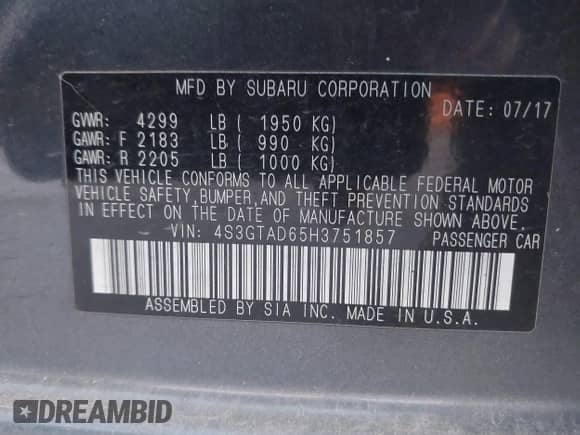 MFD BY SUBARU CORPORATION
DATE: 07/17
GVWR: 4299 LB ( 1950 KG)
GAWR: F 2183 LB ( 990 KG)
GAWR: R 2205 LB ( 1000 KG)
THIS VEHICLE CONFORMS TO ALL APPLICABLE FEDERAL MOTOR
VEHICLE SAFETY, BUMPER, AND THEFT PREVENTION STANDARDS
IN EFFECT ON THE DATE OF MANUFACTURE SHOWN ABOVE.
VIN: 4S3GTAD65H3751857 PASSENGER CAR
ASSEMBLED BY SIA INC. MADE IN U.S.A.
DREAMBID